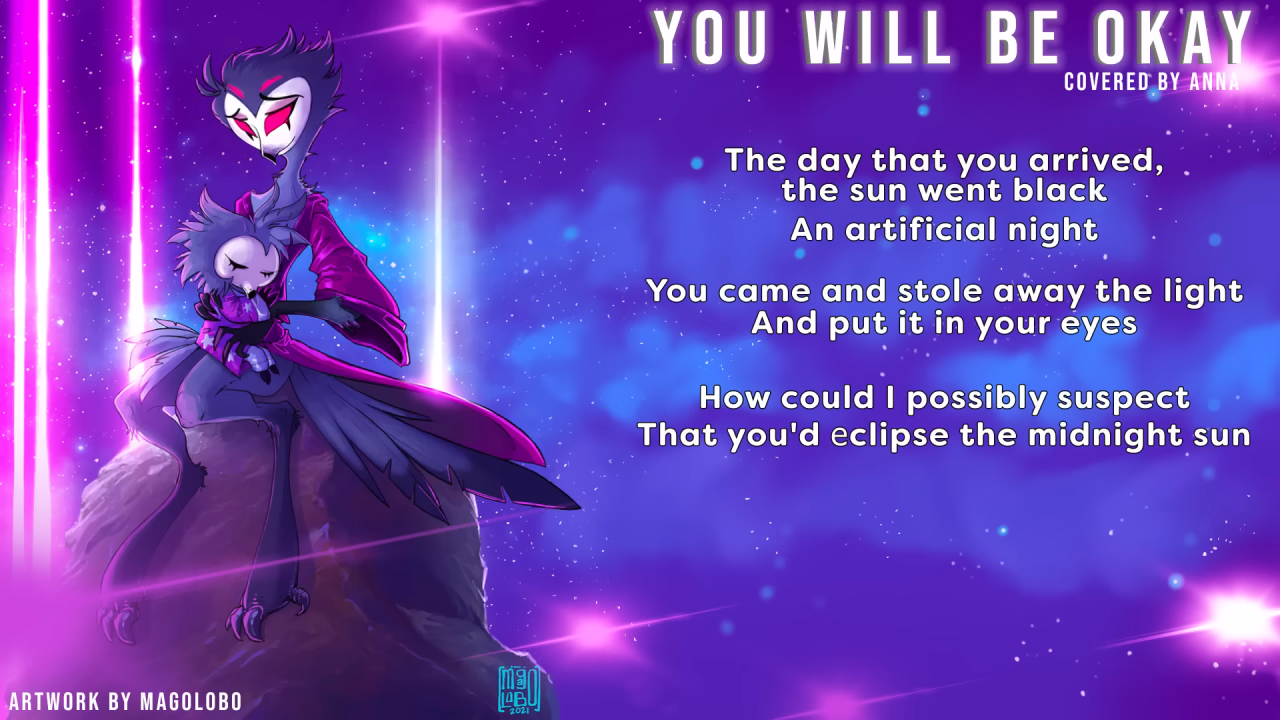 YOU WILL BE OKAY
COVERED BY ANNA
The day that you arrived,
the sun went black
An artificial night
You came and stole away the light
And put it in your eyes
How could I possibly suspect
That you'd eclipse the midnight sun
MagoLOBO
2021
ARTWORK BY MAGOLOBO